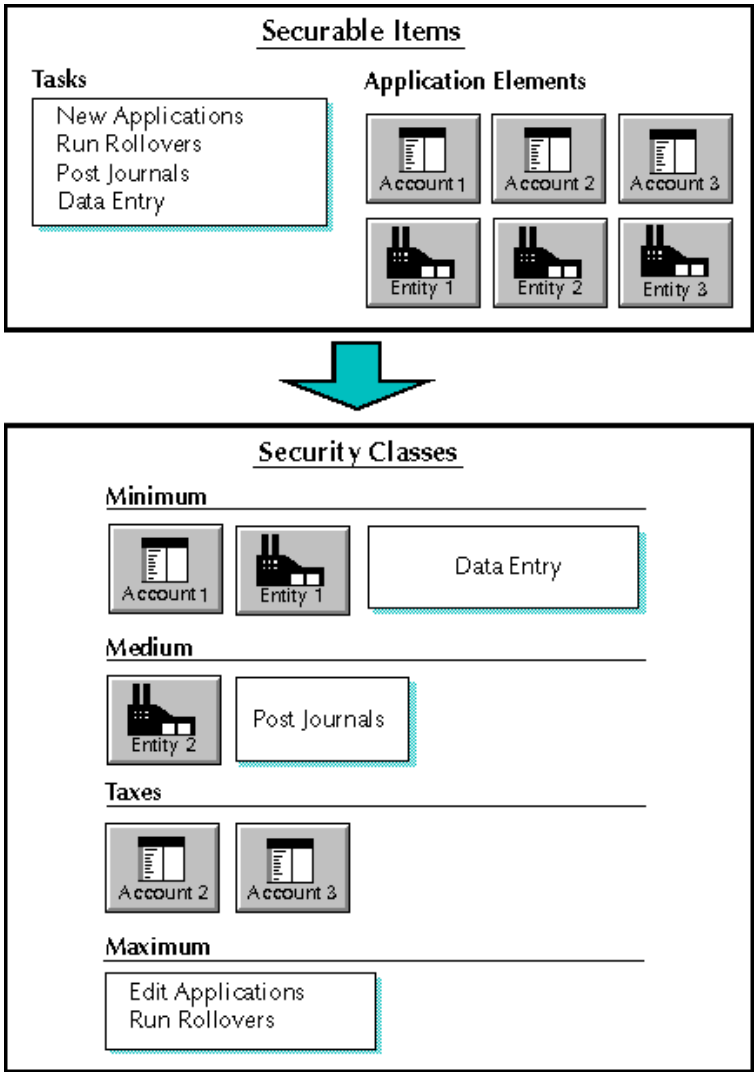 Securable Items
Tasks
New Applications
Run Rollovers
Post Journals
Data Entry
Application Elements
Account 1
Account 2
Account 3
Entity 1
Entity 2
Entity 3
Security Classes
Minimum
Account 1
Entity 1
Data Entry
Medium
Entity 2
Post Journals
Taxes
Account 2
Account 3
Maximum
Edit Applications
Run Rollovers